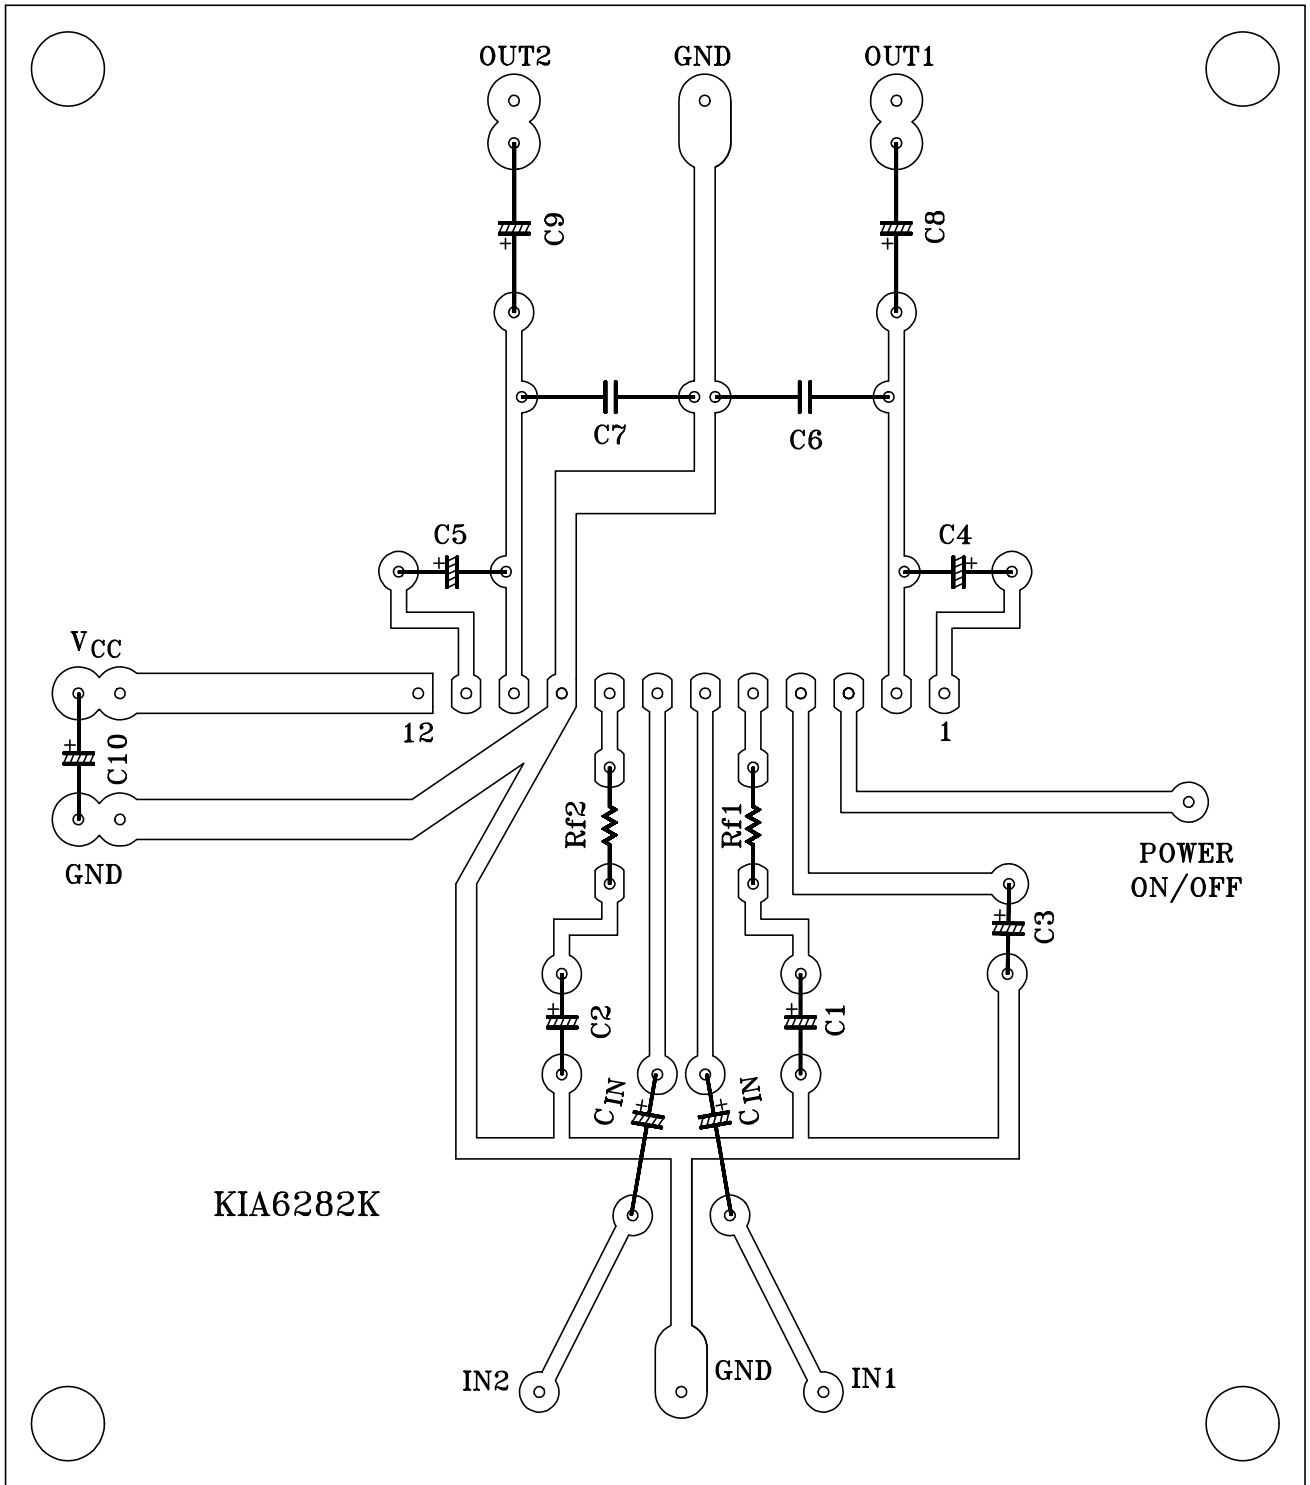 OUT2 GND OUT1
C9
C8
C7
C6
C5
C4
VCC
12
1
C10
Rf2
Rf1
GND
POWER
ON/OFF
C3
C2
C1
CIN
CIN
KIA6282K
IN2
GND
IN1
+
+
+
+
+
+
+
+
+
+